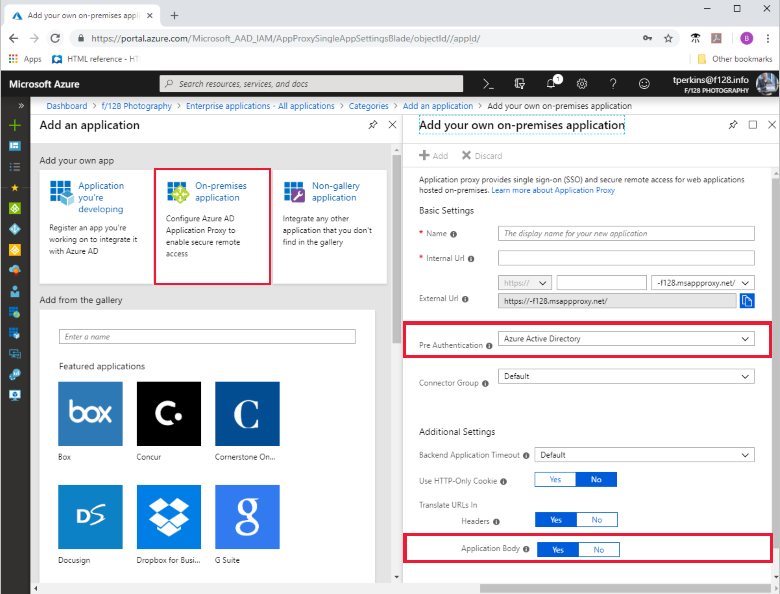 Add your own on-premises appl
https://portal.azure.com/Microsoft_AAD_IAM/AppProxySingleAppSettingsBlade/objectId//appId/
B
Apps
HTML reference - HT
Other bookmarks
Microsoft Azure
Search resources, services, and docs
1
tperkins@f128.info
F/128 PHOTOGRAPHY
Dashboard > f/128 Photography > Enterprise applications - All applications > Categories > Add an application > Add your own on-premises application
Add an application
Add your own app
Application you're developing
Register an app you're working on to integrate it with Azure AD
On-premises application
Configure Azure AD Application Proxy to enable secure remote access
Non-gallery application
Integrate any other application that you don't find in the gallery
Add from the gallery
Enter a name
Featured applications
box
Box
C.
Concur
C
Cornerstone On...
DS
Docusign
Dropbox for Busi...
g
G Suite
Add your own on-premises application
Add
Discard
Application proxy provides single sign-on (SSO) and secure remote access for web applications
hosted on-premises. Learn more about Application Proxy
Basic Settings
* Name
The display name for your new application
* Internal Url
https://
-f128.msappproxy.net/
External Url
https://-f128.msappproxy.net/
Pre Authentication
Azure Active Directory
Connector Group
Default
Additional Settings
Backend Application Timeout
Default
Use HTTP-Only Cookie
Yes No
Translate URLs In
Headers
Yes No
Application Body
Yes No